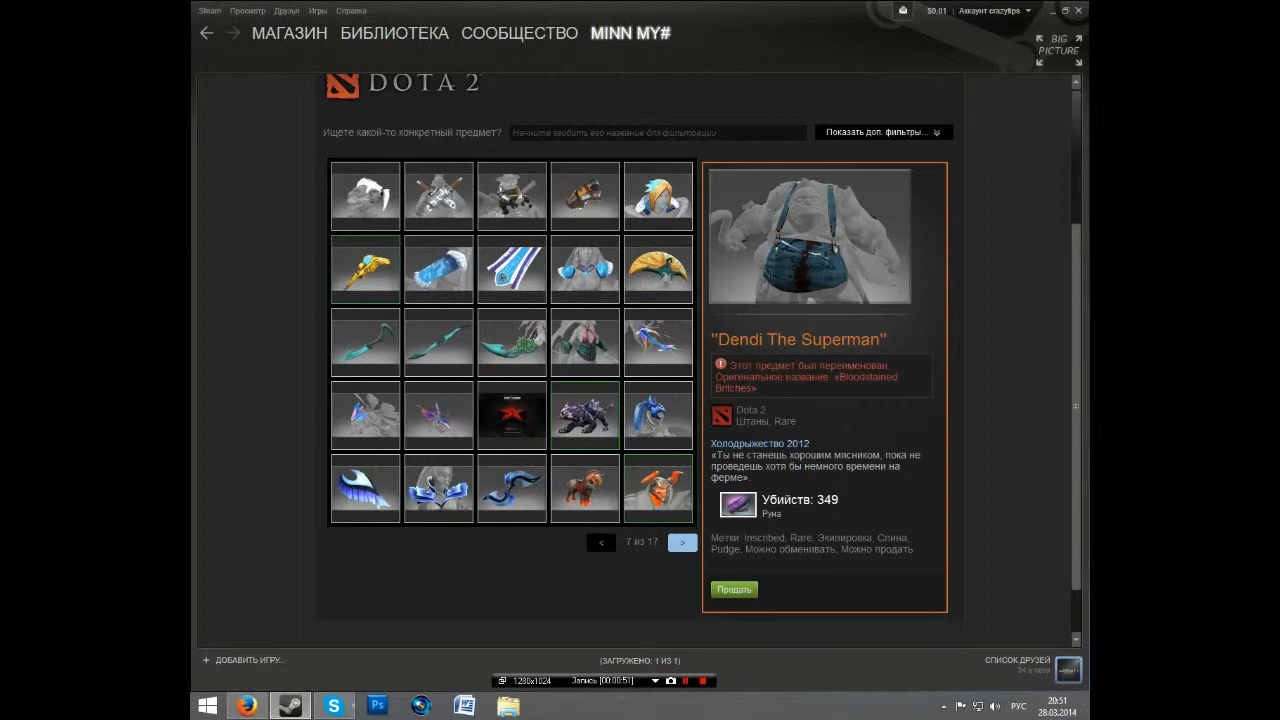 Steam Просмотр Друзья Игры Справка
$0,01 Аккаунт crazytips
МАГАЗИН БИБЛИОТЕКА СООБЩЕСТВО MINN MY#
BIG
PICTURE
DOTA 2
Ищете какой-то конкретный предмет? Начните вводить его название для фильтрации Показать доп. фильтры...
"Dendi The Superman"
Этот предмет был переименован.
Оригинальное название: «Bloodstained
Britches»
Dota 2
Штаны, Rare
Холодрыжество 2012
«Ты не станешь хорошим мясником, пока не
проведешь хотя бы немного времени на
ферме».
Убийств: 349
Руна
Метки: Inscribed, Rare, Экипировка, Спина,
Pudge, Можно обменивать, Можно продать
Продать
< 7 из 17 >
+ ДОБАВИТЬ ИГРУ...
(ЗАГРУЖЕНО: 1 ИЗ 1)
СПИСОК ДРУЗЕЙ
34 в сети
1280x1024 Запись [00:00:51]
РУС
20:51
28.03.2014